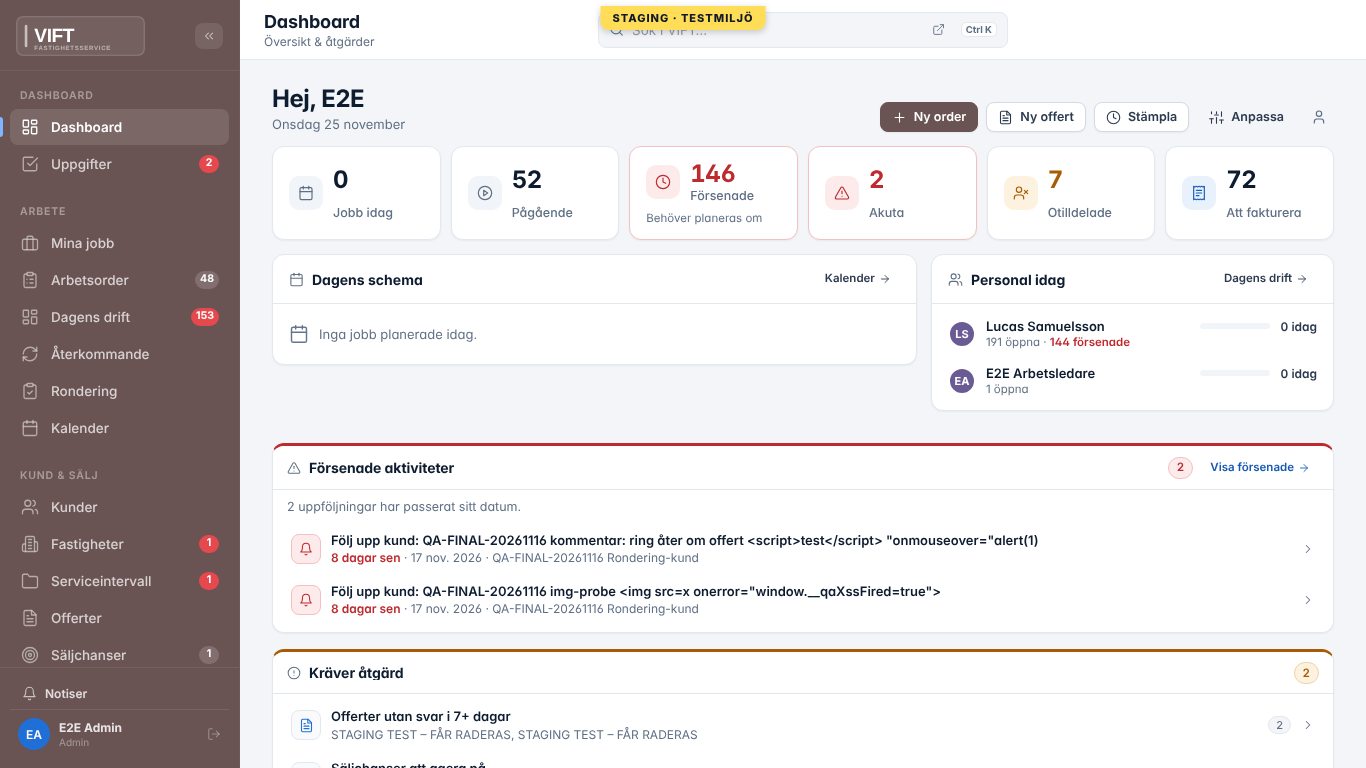 VIFT
FASTIGHETSSERVICE
DASHBOARD
Dashboard
Uppgifter
2
ARBETE
Mina jobb
Arbetsorder
48
Dagens drift
153
Återkommande
Rondering
Kalender
KUND & SÄLJ
Kunder
Fastigheter
1
Serviceintervall
1
Offerter
Säljchanser
1
Notiser
EA
E2E Admin
Admin
Dashboard
Översikt & åtgärder
STAGING · TESTMILJÖ
Sök i VIFT...
Ctrl K
Hej, E2E
Onsdag 25 november
Ny order
Ny offert
Stämpla
Anpassa
0
Jobb idag
52
Pågående
146
Försenade
Behöver planeras om
2
Akuta
7
Otilldelade
72
Att fakturera
Dagens schema
Kalender →
Inga jobb planerade idag.
Personal idag
Dagens drift →
LS
Lucas Samuelsson
191 öppna · 144 försenade
0 idag
EA
E2E Arbetsledare
1 öppna
0 idag
Försenade aktiviteter
2
Visa försenade →
2 uppföljningar har passerat sitt datum.
Följ upp kund: QA-FINAL-20261116 kommentar: ring åter om offert <script>test</script> "onmouseover="alert(1)
8 dagar sen · 17 nov. 2026 · QA-FINAL-20261116 Rondering-kund
Följ upp kund: QA-FINAL-20261116 img-probe <img src=x onerror="window.__qaXssFired=true">
8 dagar sen · 17 nov. 2026 · QA-FINAL-20261116 Rondering-kund
Kräver åtgärd
2
Offerter utan svar i 7+ dagar
STAGING TEST – FÅR RADERAS, STAGING TEST – FÅR RADERAS
2
Säljchanser att agera på